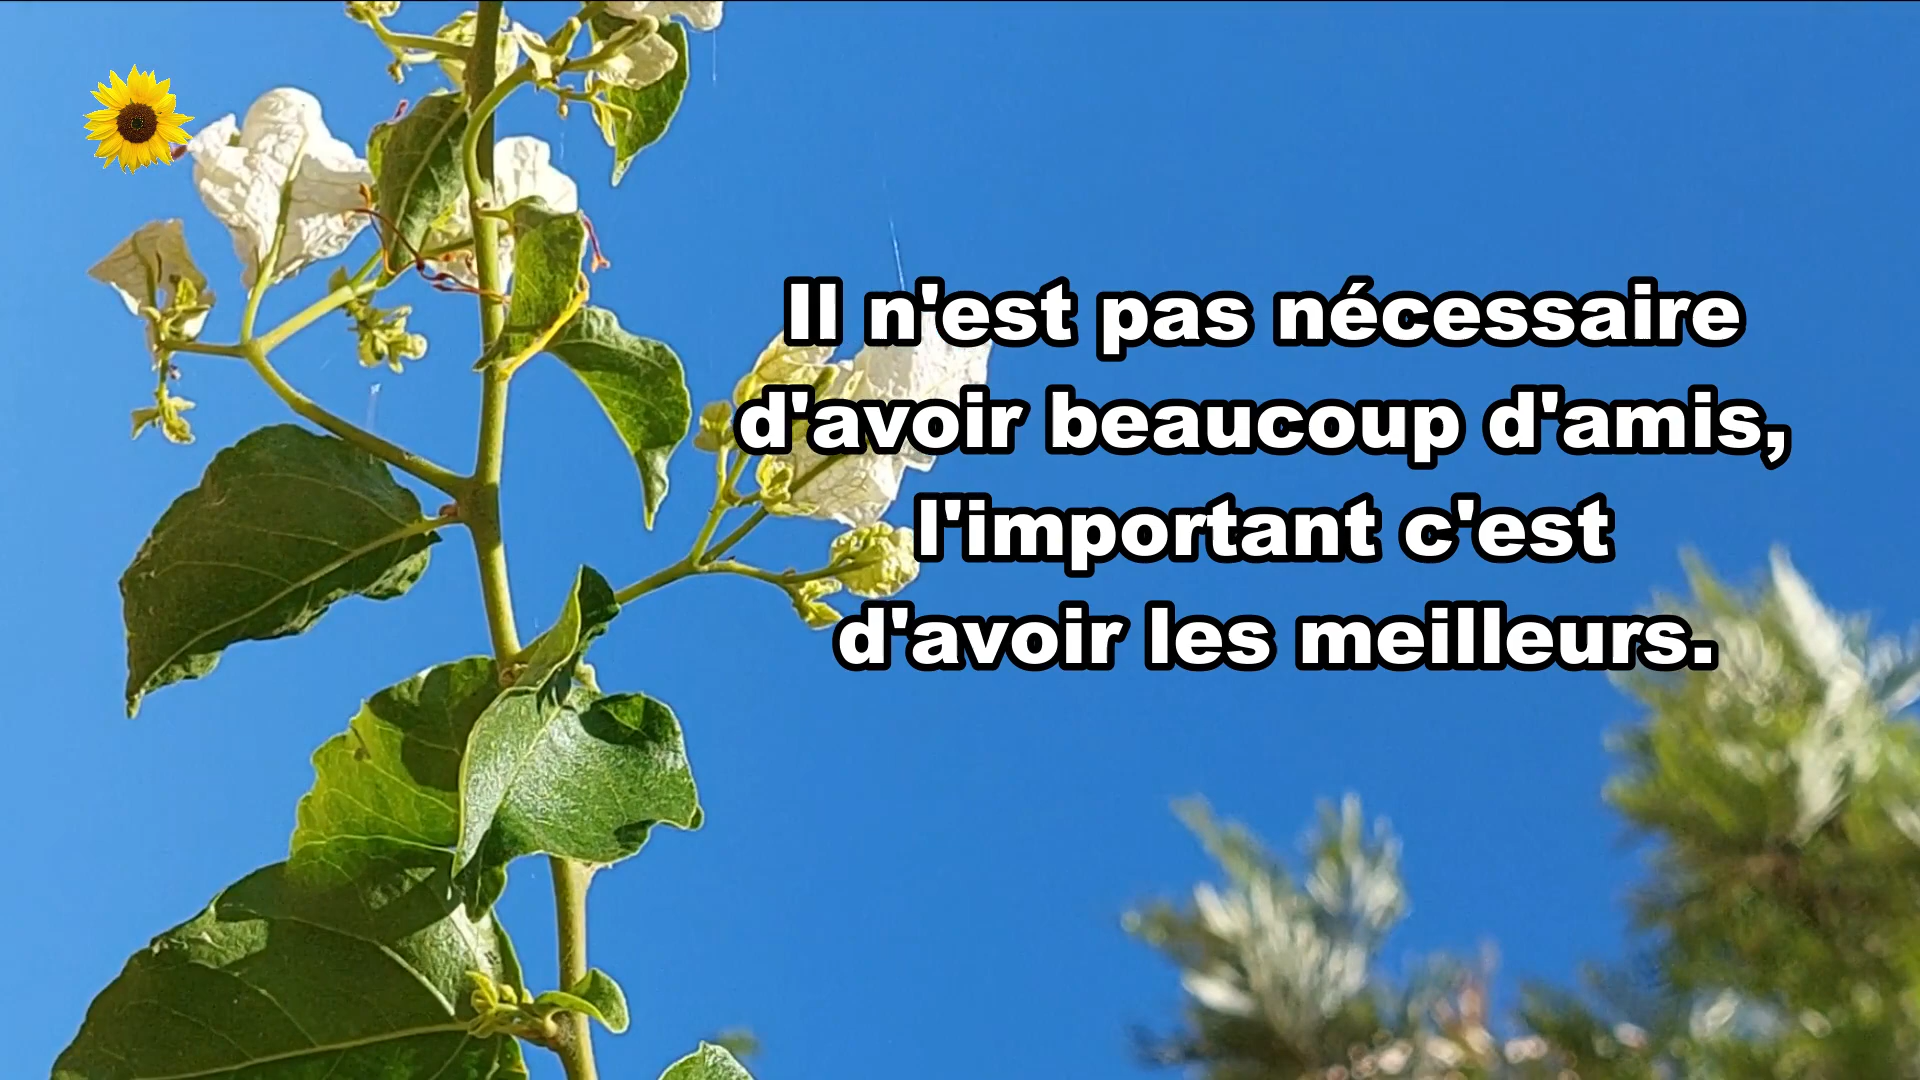 Il n'est pas nécessaire
d'avoir beaucoup d'amis,
l'important c'est
d'avoir les meilleurs.